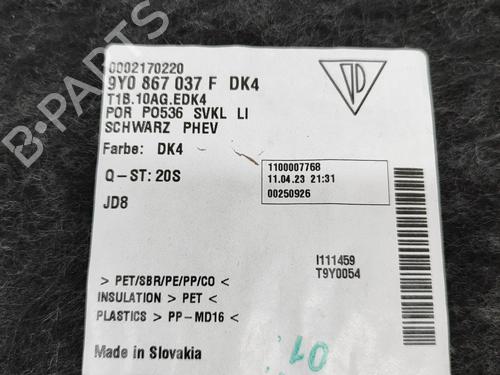 0002170220
9Y0 867 037 F DK4
T1B.10AG.EDK4
POR PO536 SVKL LI
SCHWARZ PHEV
Farbe: DK4
Q-ST: 20S
JD8
1100007768
11.04.23 21:31
00250926
I111459
T9Y0054
> PET/SBR/PE/PP/CO <
INSULATION > PET <
PLASTICS > PP-MD16 <
Made in Slovakia
01
B-PARTS